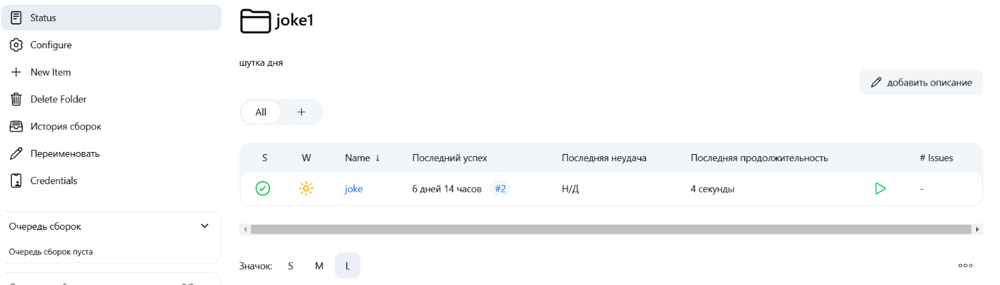 Status
Configure
New Item
Delete Folder
История сборок
Переименовать
Credentials
Очередь сборок
Очередь сборок пуста
joke1
шутка дня
добавить описание
All +
S W Name ↓ Последний успех Последняя неудача Последняя продолжительность # Issues
joke 6 дней 14 часов #2 Н/Д 4 секунды -
Значок: S M L